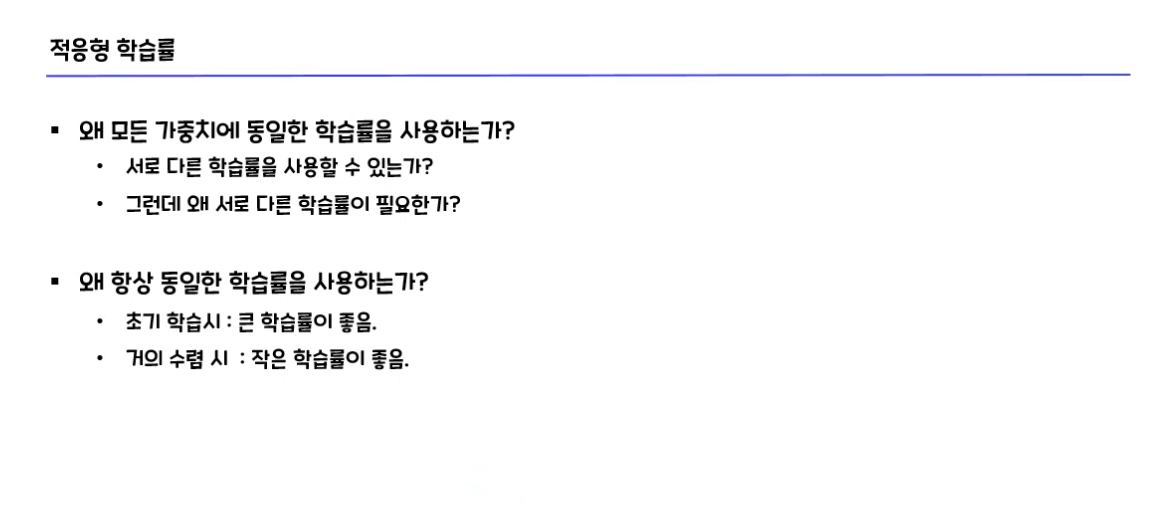 적응형 학습률
▪ 왜 모든 가중치에 동일한 학습률을 사용하는가?
• 서로 다른 학습률을 사용할 수 있는가?
• 그런데 왜 서로 다른 학습률이 필요한가?
▪ 왜 항상 동일한 학습률을 사용하는가?
• 초기 학습시 : 큰 학습률이 좋음.
• 거의 수렴 시 : 작은 학습률이 좋음.